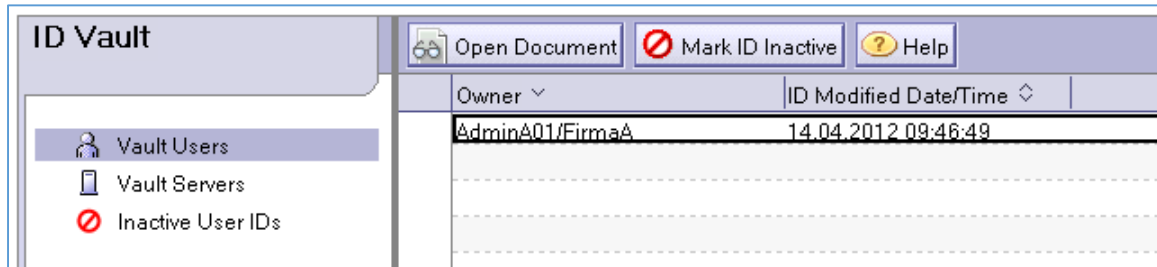 ID Vault
Open Document Mark ID Inactive Help
Owner ID Modified Date/Time
AdminA01/FirmaA 14.04.2012 09:46:49
Vault Users
Vault Servers
Inactive User IDs